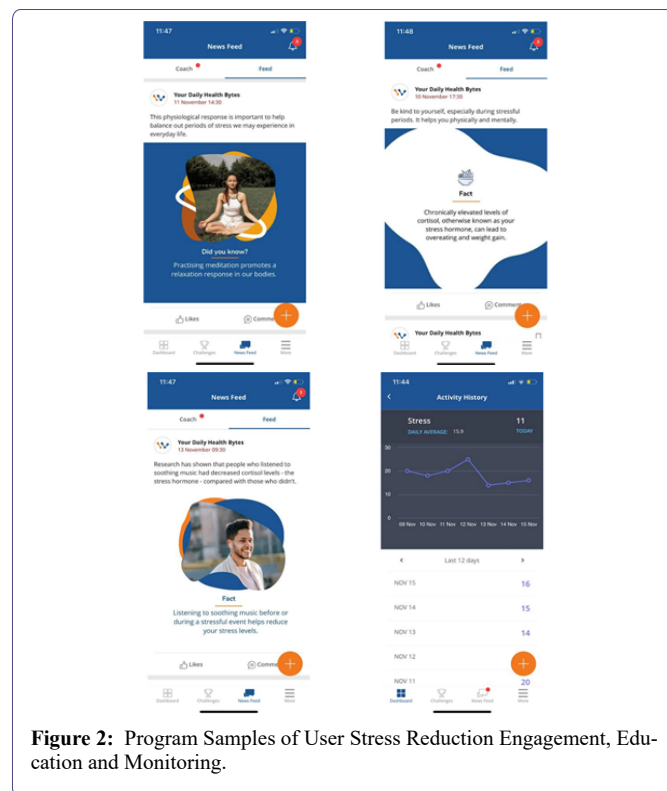 11:47
News Feed
Coach
Feed
Your Daily Health Bytes
11 November 14:30
This physiological response is important to help
balance out periods of stress we may experience in
everyday life.
Did you know?
Practising meditation promotes a
relaxation response in our bodies.
Likes
Comme
Dashboard
Challenges
News Feed
More
11:48
News Feed
Coach
Feed
Your Daily Health Bytes
10 November 17:30
Be kind to yourself, especially during stressful
periods. It helps you physically and mentally.
Fact
Chronically elevated levels of
cortisol, otherwise known as your
stress hormone, can lead to
overeating and weight gain.
Likes
Comment
Your Daily Health Bytes
Dashboard
Challenges
News Feed
More
11:47
News Feed
Coach
Feed
Your Daily Health Bytes
13 November 09:30
Research has shown that people who listened to
soothing music had decreased cortisol levels - the
stress hormone - compared with those who didn't.
Fact
Listening to soothing music before or
during a stressful event helps reduce
your stress levels.
Likes
Comme
Dashboard
Challenges
News Feed
More
11:44
Activity History
Stress 11
DAILY AVERAGE: 15.9 TODAY
30
20
10
0
09 Nov 10 Nov 11 Nov 12 Nov 13 Nov 14 Nov 15 Nov
Last 12 days
NOV 15 16
NOV 14 15
NOV 13 14
NOV 12
NOV 11 20
Dashboard
Challenges
News Feed
More
Figure 2: Program Samples of User Stress Reduction Engagement, Edu-
cation and Monitoring.